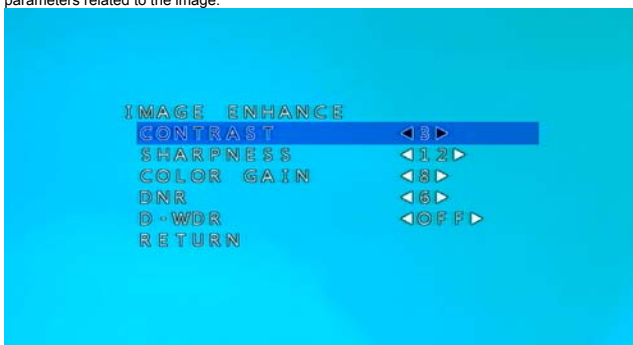 parameters related to the image.
IMAGE ENHANCE
CONTRAST ◀3▶
SHARPNESS ◀12▶
COLOR GAIN ◀8▶
DNR ◀6▶
D-WDR ◀OFF▶
RETURN